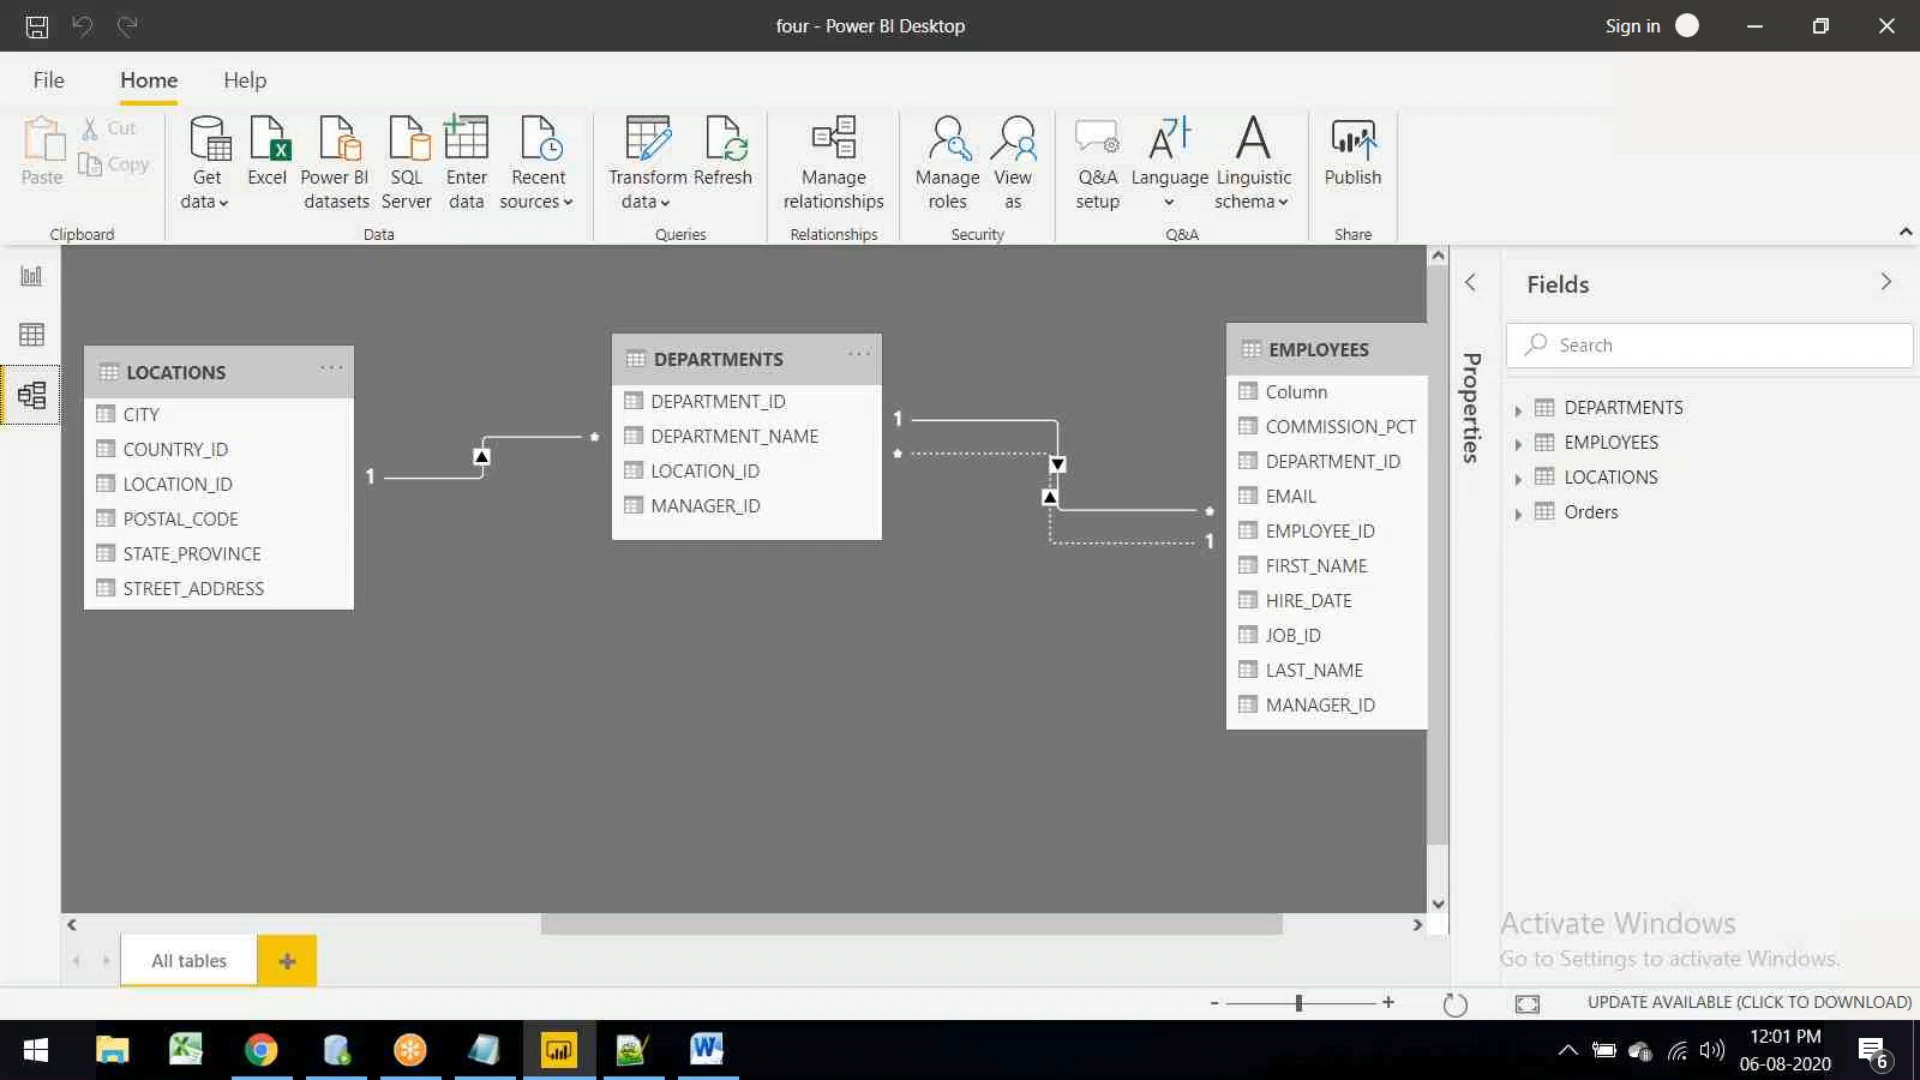 four - Power BI Desktop
Sign in
File
Home
Help
Paste
Cut
Copy
Clipboard
Get data
Excel
Power BI datasets
SQL Server
Enter data
Recent sources
Data
Transform data
Refresh
Queries
Manage relationships
Relationships
Manage roles
View as
Security
Q&A setup
Language
Linguistic schema
Q&A
Publish
Share
LOCATIONS
CITY
COUNTRY_ID
LOCATION_ID
POSTAL_CODE
STATE_PROVINCE
STREET_ADDRESS
1
*
DEPARTMENTS
DEPARTMENT_ID
DEPARTMENT_NAME
LOCATION_ID
MANAGER_ID
1
*
*
1
EMPLOYEES
Column
COMMISSION_PCT
DEPARTMENT_ID
EMAIL
EMPLOYEE_ID
FIRST_NAME
HIRE_DATE
JOB_ID
LAST_NAME
MANAGER_ID
Properties
Fields
Search
DEPARTMENTS
EMPLOYEES
LOCATIONS
Orders
Activate Windows
Go to Settings to activate Windows.
All tables
UPDATE AVAILABLE (CLICK TO DOWNLOAD)
12:01 PM
06-08-2020
6